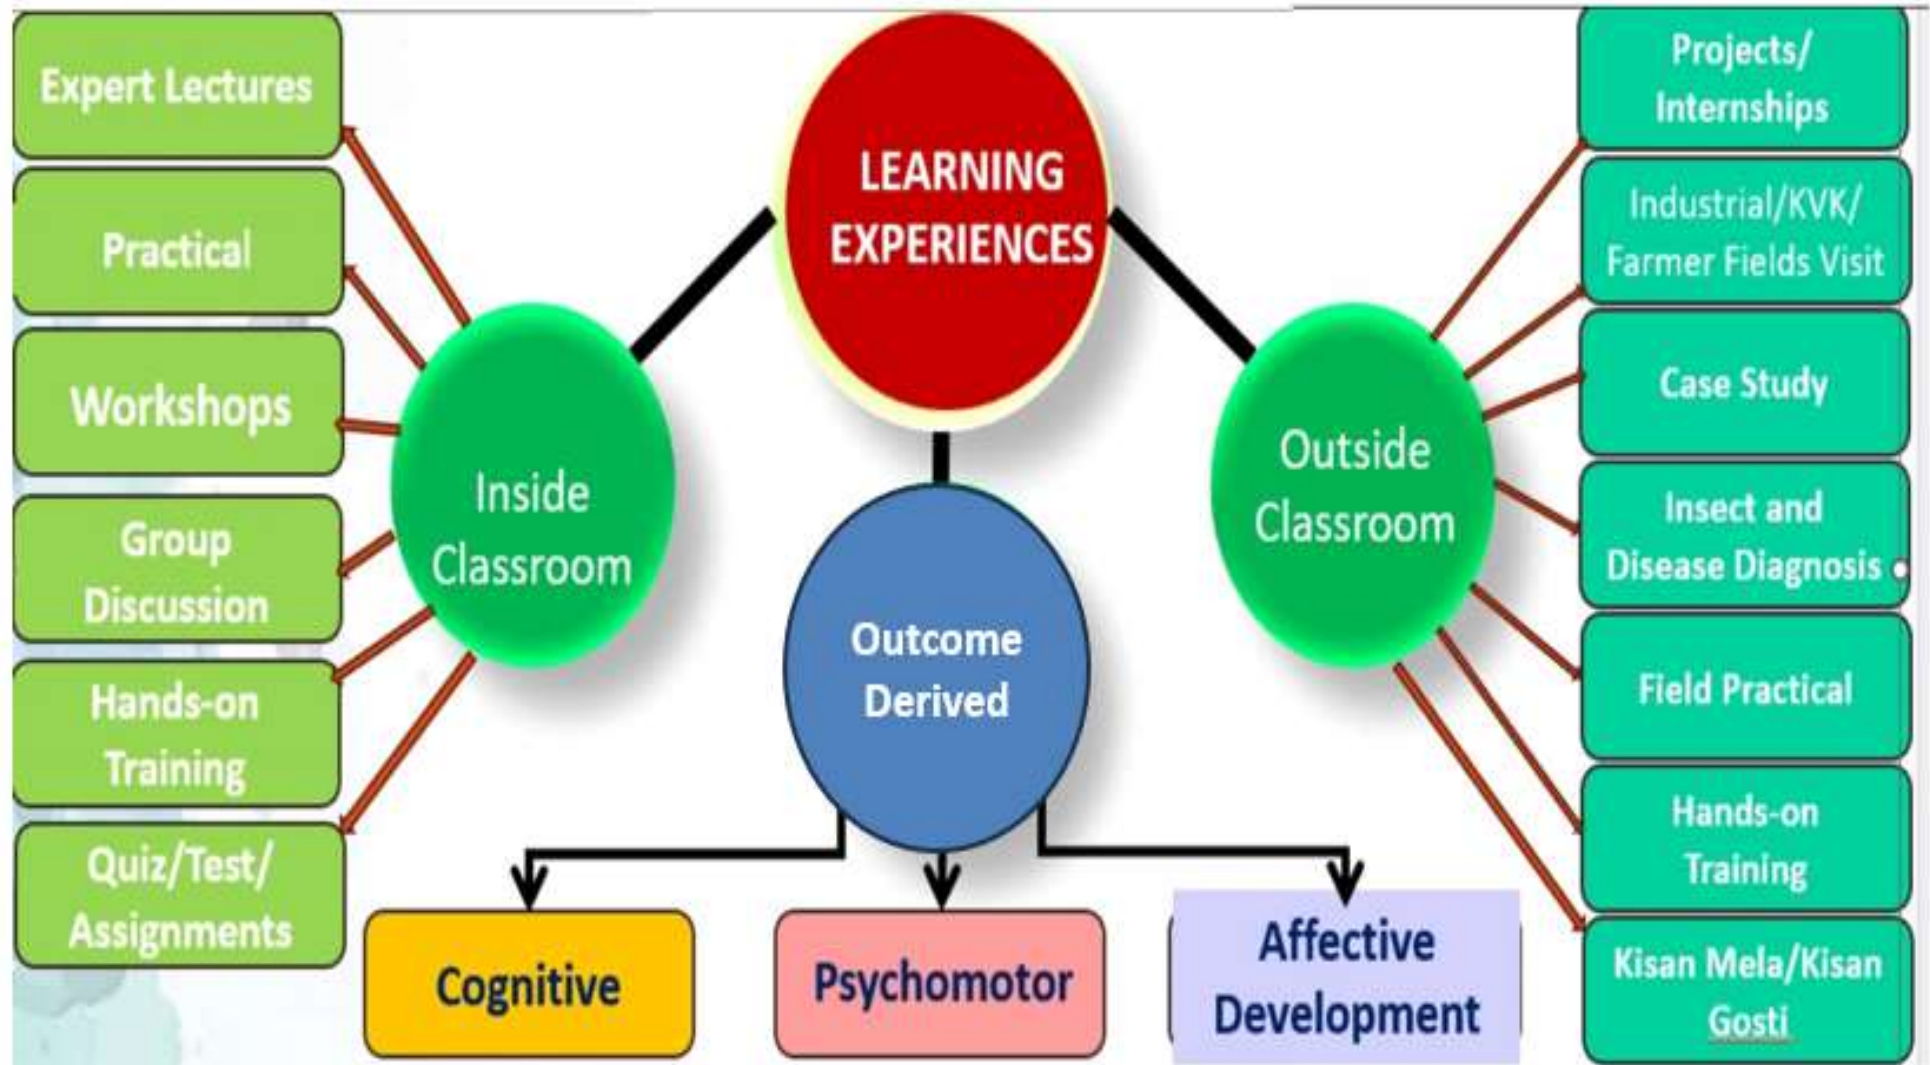 LEARNING
EXPERIENCES
Expert Lectures
Practical
Workshops
Group
Discussion
Hands-on
Training
Quiz/Test/
Assignments
Inside
Classroom
Outcome
Derived
Cognitive
Psychomotor
Affective
Development
Outside
Classroom
Projects/
Internships
Industrial/KVK/
Farmer Fields Visit
Case Study
Insect and
Disease Diagnosis
Field Practical
Hands-on
Training
Kisan Mela/Kisan
Gosti